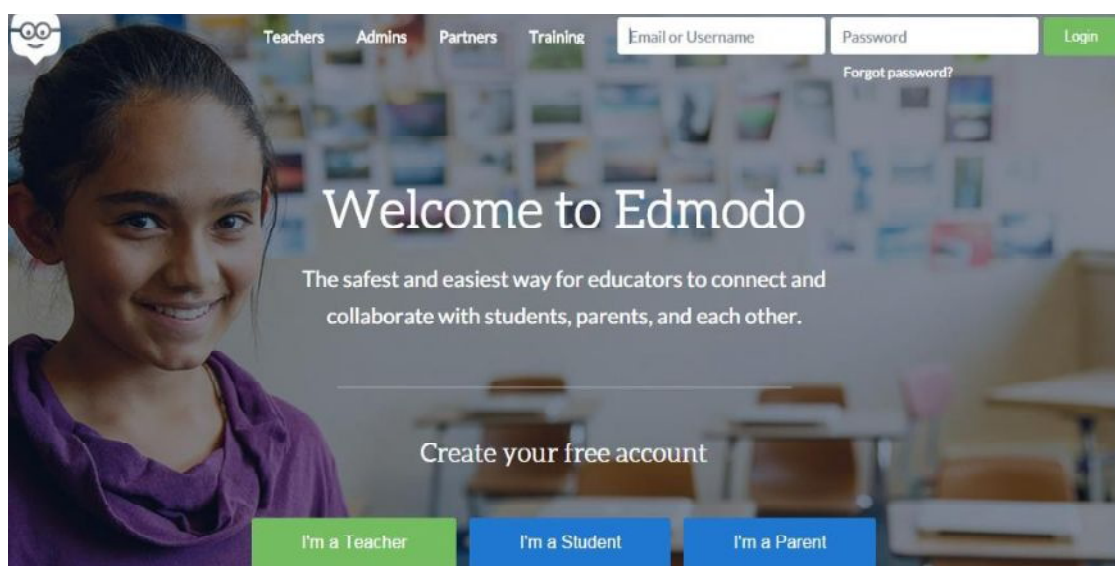 Teachers Admins Partners Training Email or Username Password Login
Forgot password?
Welcome to Edmodo
The safest and easiest way for educators to connect and
collaborate with students, parents, and each other.
Create your free account
I'm a Teacher I'm a Student I'm a Parent